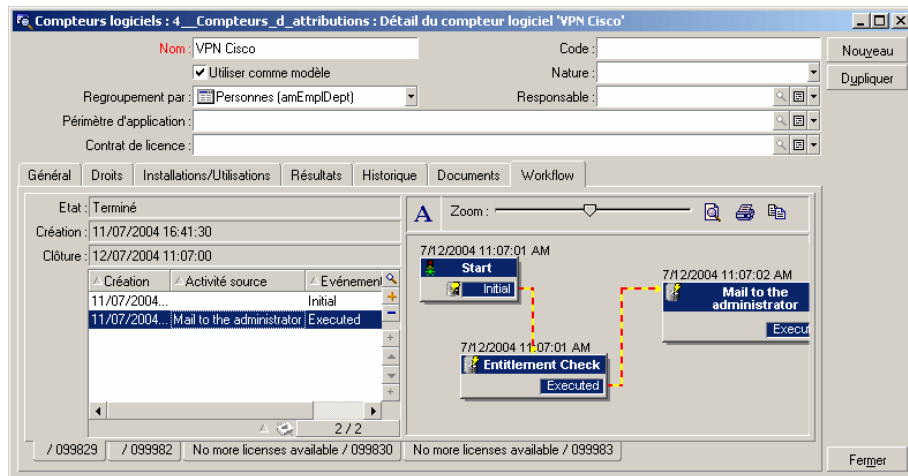 Compteurs logiciels : 4__Compteurs_d_attributions : Détail du compteur logiciel 'VPN Cisco'
Nom : VPN Cisco
Code :
Nouveau
Utiliser comme modèle
Nature :
Dupliquer
Regroupement par : Personnes (amEmplDept)
Responsable :
Périmètre d'application :
Contrat de licence :
Général Droits Installations/Utilisations Résultats Historique Documents Workflow
Etat : Terminé
A Zoom :
Création : 11/07/2004 16:41:30
Clôture : 12/07/2004 11:07:00
Création Activité source Evénement
11/07/2004... Initial
11/07/2004... Mail to the administrator Executed
2 / 2
7/12/2004 11:07:01 AM
Start
Initial
7/12/2004 11:07:02 AM
Mail to the
administrator
Execu
7/12/2004 11:07:01 AM
Entitlement Check
Executed
/ 099829 / 099982 No more licenses available / 099830 No more licenses available / 099983
Fermer